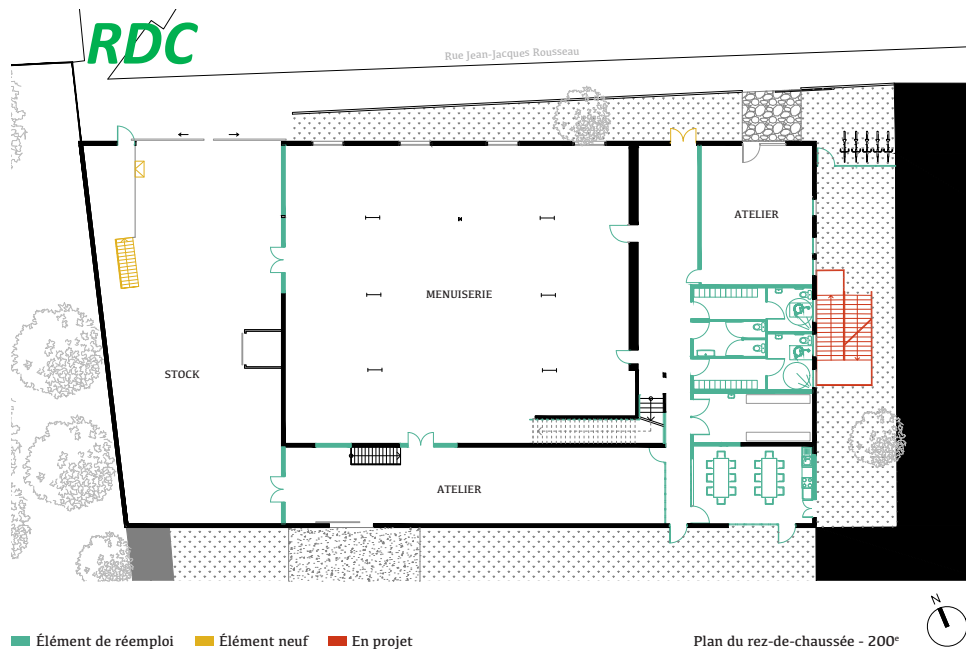 RDC
Rue Jean-Jacques Rousseau
ATELIER
MENUISERIE
STOCK
ATELIER
N
Élément de réemploi
Élément neuf
En projet
Plan du rez-de-chaussée - 200ᵉ